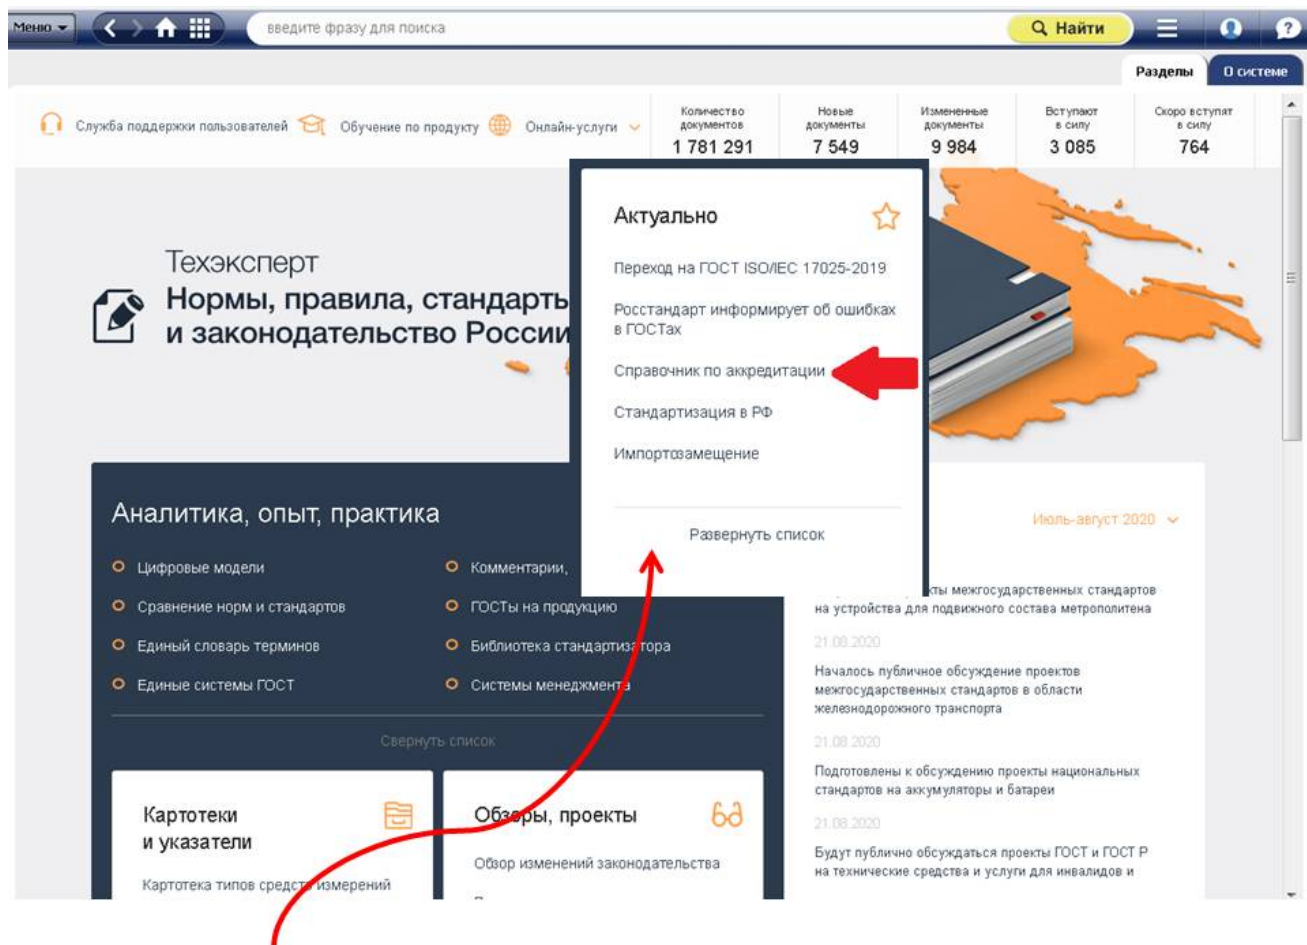 Меню
введите фразу для поиска
Найти
?
Разделы
О системе
Служба поддержки пользователей
Обучение по продукту
Онлайн-услуги
Количество
документов
1 781 291
Новые
документы
7 549
Измененные
документы
9 984
Вступают
в силу
3 085
Скоро вступят
в силу
764
Техэксперт
Нормы, правила, стандарты
и законодательство России
Актуально
Переход на ГОСТ ISO/IEC 17025-2019
Росстандарт информирует об ошибках
в ГОСТах
Справочник по аккредитации
Стандартизация в РФ
Импортозамещение
Развернуть список
Аналитика, опыт, практика
Цифровые модели
Сравнение норм и стандартов
Единый словарь терминов
Единые системы ГОСТ
Комментарии,
ГОСТы на продукцию
Библиотека стандартизатора
Системы менеджмента
Свернуть список
Картотеки
и указатели
Картотека типов средств измерений
Обзоры, проекты
Обзор изменений законодательства
Июль-август 2020
межгосударственных стандартов
на устройства для подвижного состава метрополитена
21.08.2020
Началось публичное обсуждение проектов
межгосударственных стандартов в области
железнодорожного транспорта
21.08.2020
Подготовлены к обсуждению проекты национальных
стандартов на аккумуляторы и батареи
21.08.2020
Будут публично обсуждаться проекты ГОСТ и ГОСТ Р
на технические средства и услуги для инвалидов и